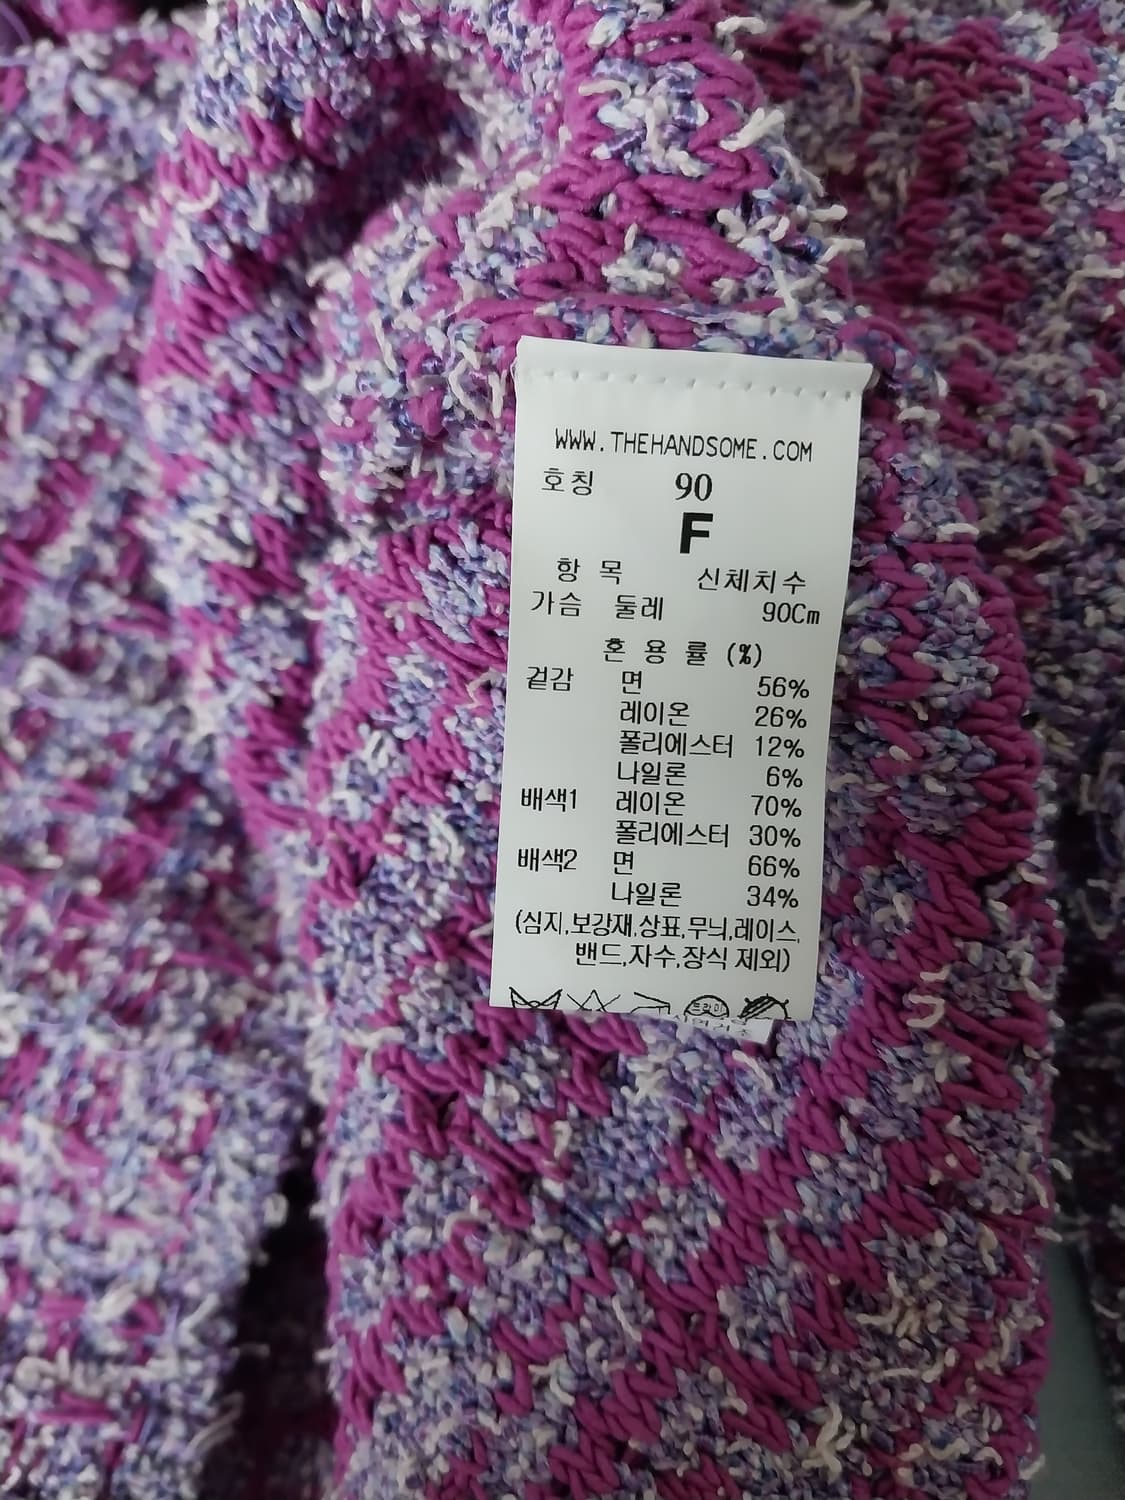 WWW.THEHANDSOME.COM
호칭 90
F
항 목 신체치수
가슴 둘레 90Cm
혼 용 률 (%)
겉감 면 56%
레이온 26%
폴리에스터 12%
나일론 6%
배색1 레이온 70%
폴리에스터 30%
배색2 면 66%
나일론 34%
(심지,보강재,상표,무늬,레이스,
밴드,자수,장식 제외)
드라이